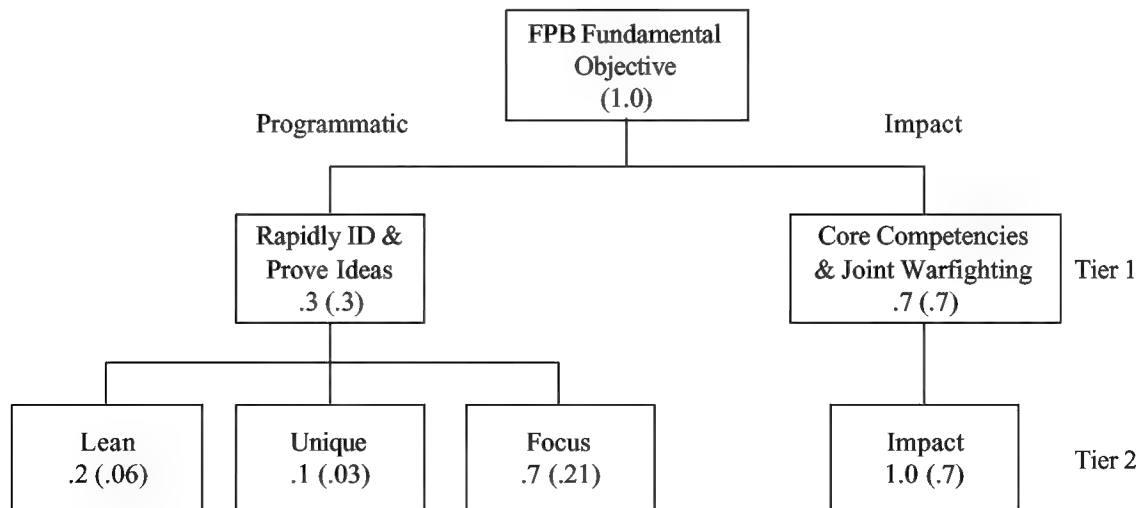 FPB Fundamental
Objective
(1.0)
Programmatic
Impact
Rapidly ID &
Prove Ideas
.3 (.3)
Core Competencies
& Joint Warfighting
.7 (.7)
Tier 1
Lean
.2 (.06)
Unique
.1 (.03)
Focus
.7 (.21)
Impact
1.0 (.7)
Tier 2